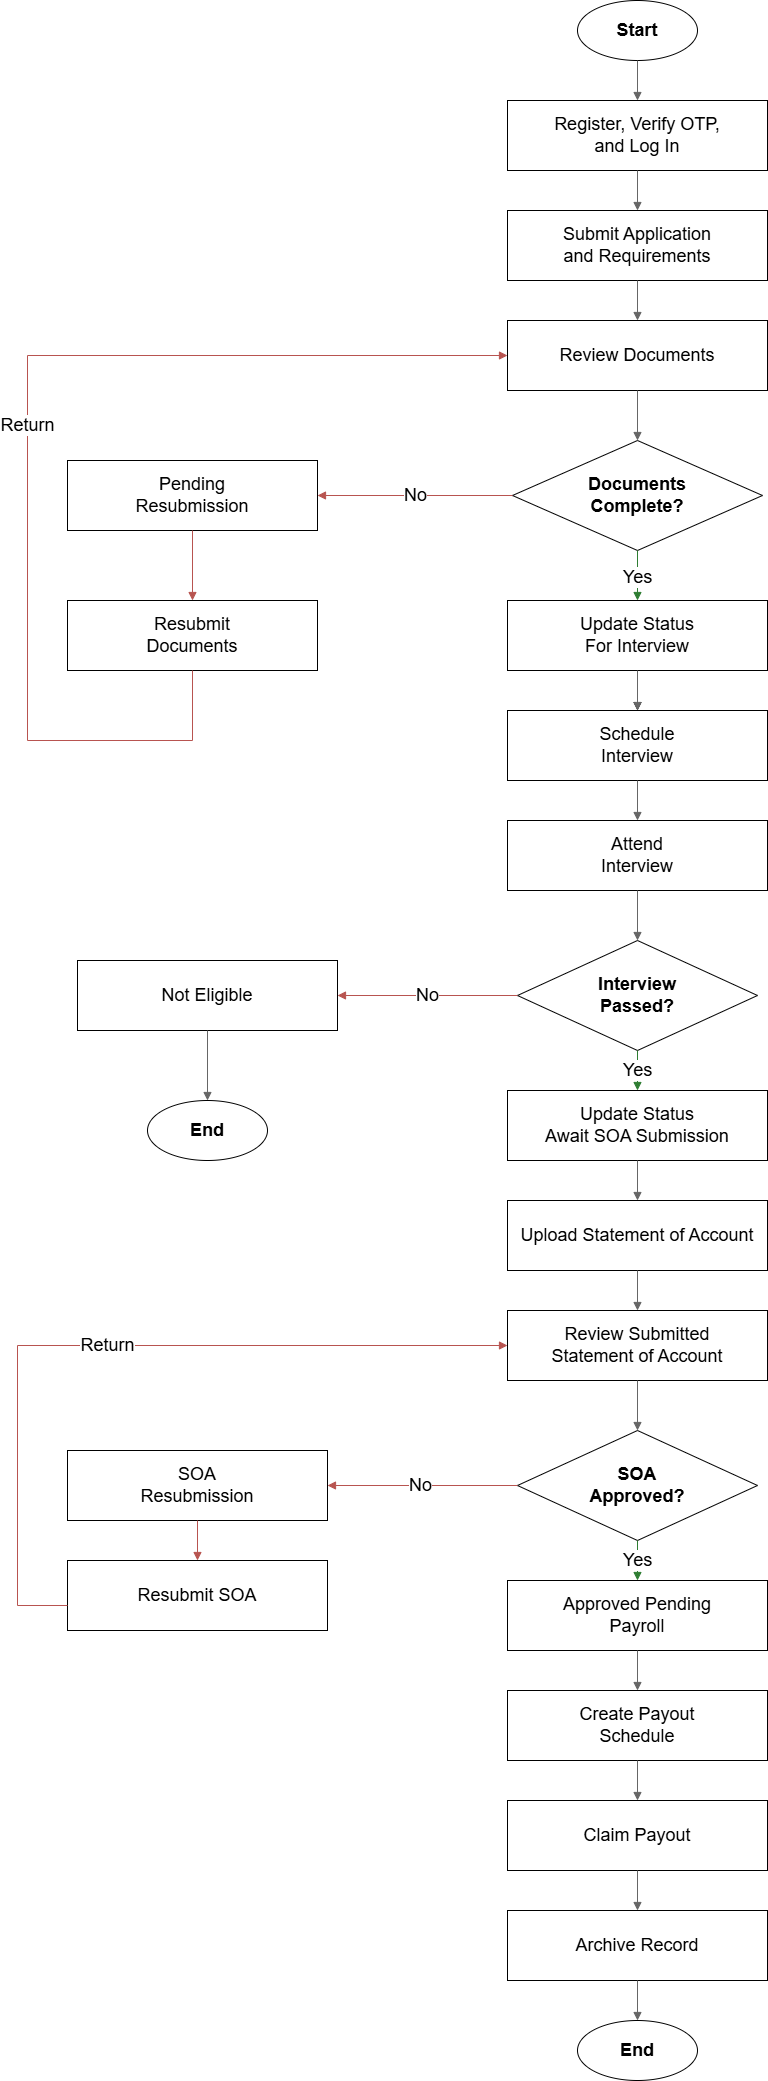 Start
Register, Verify OTP,
and Log In
Submit Application
and Requirements
Review Documents
Return
Documents
Complete?
No
Pending
Resubmission
Resubmit
Documents
Yes
Update Status
For Interview
Schedule
Interview
Attend
Interview
Interview
Passed?
No
Not Eligible
End
Yes
Update Status
Await SOA Submission
Upload Statement of Account
Review Submitted
Statement of Account
Return
SOA
Approved?
No
SOA
Resubmission
Resubmit SOA
Yes
Approved Pending
Payroll
Create Payout
Schedule
Claim Payout
Archive Record
End